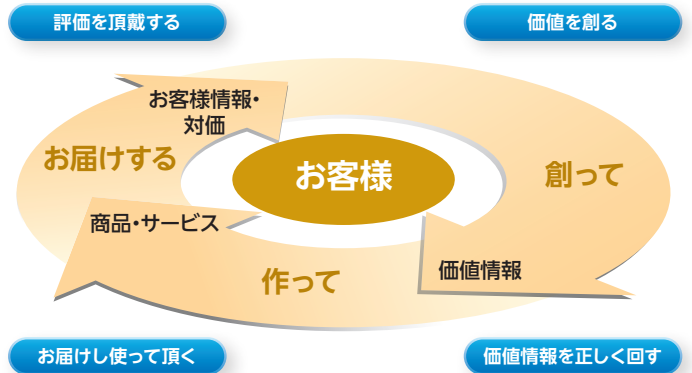 評価を頂戴する
価値を創る
お客様情報・
対価
お届けする
お客様
創って
商品・サービス
作って
価値情報
お届けし使って頂く
価値情報を正しく回す